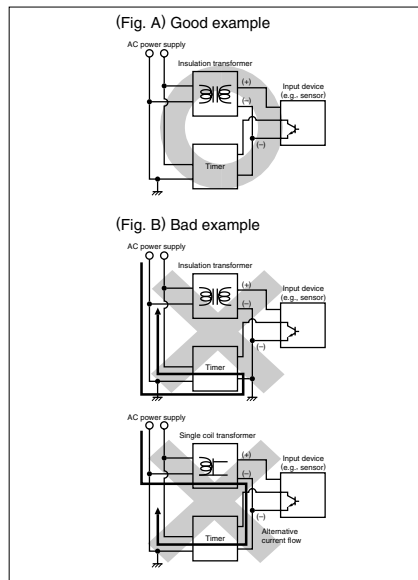 (Fig. A) Good example
AC power supply
Insulation transformer
(+)
Input device
(e.g., sensor)
(–)
(–)
Timer
(Fig. B) Bad example
AC power supply
Insulation transformer
(+)
Input device
(e.g., sensor)
(–)
(–)
Timer
AC power supply
Single coil transformer
(+)
Input device
(e.g., sensor)
(–)
(–)
Alternative
current flow
Timer